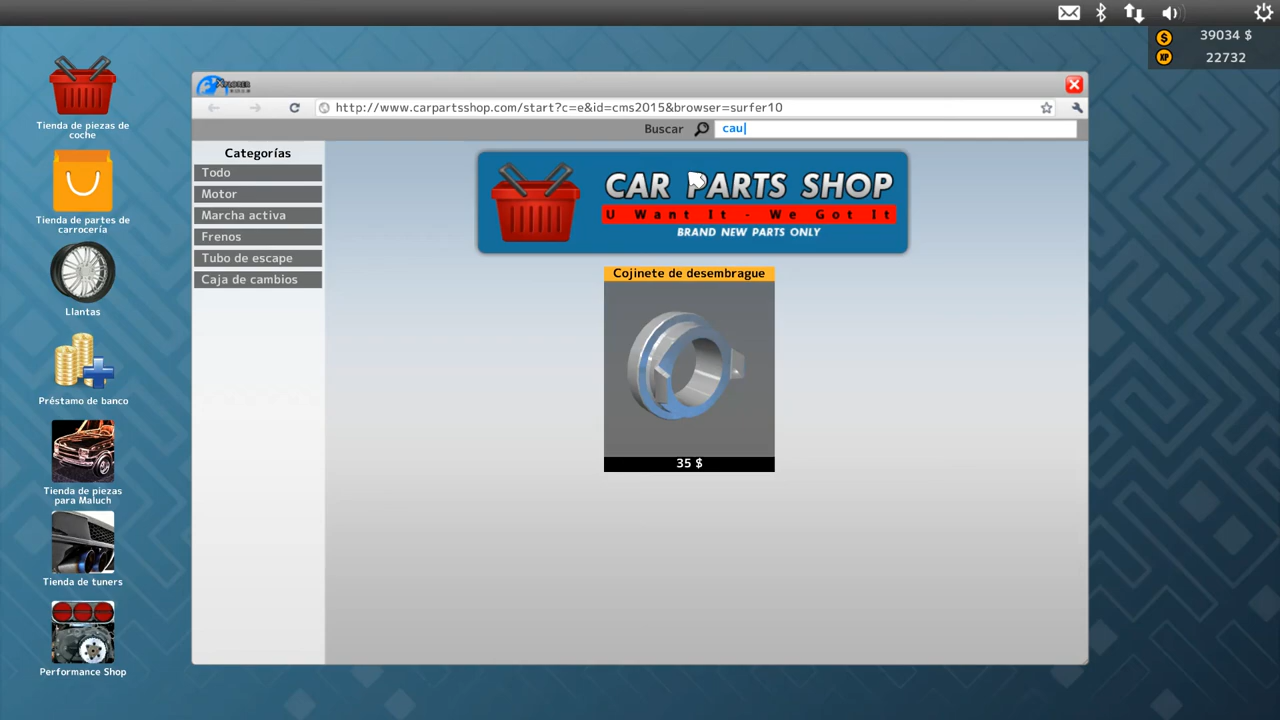 39034 $
22732
Tienda de piezas de
coche
Tienda de partes de
carrocería
Llantas
Préstamo de banco
Tienda de piezas
para Maluch
Tienda de tuners
Performance Shop
http://www.carpartsshop.com/start?c=e&id=cms2015&browser=surfer10
Buscar
cau
Categorías
Todo
Motor
Marcha activa
Frenos
Tubo de escape
Caja de cambios
CAR PARTS SHOP
U Want It - We Got It
BRAND NEW PARTS ONLY
Cojinete de desembrague
35 $